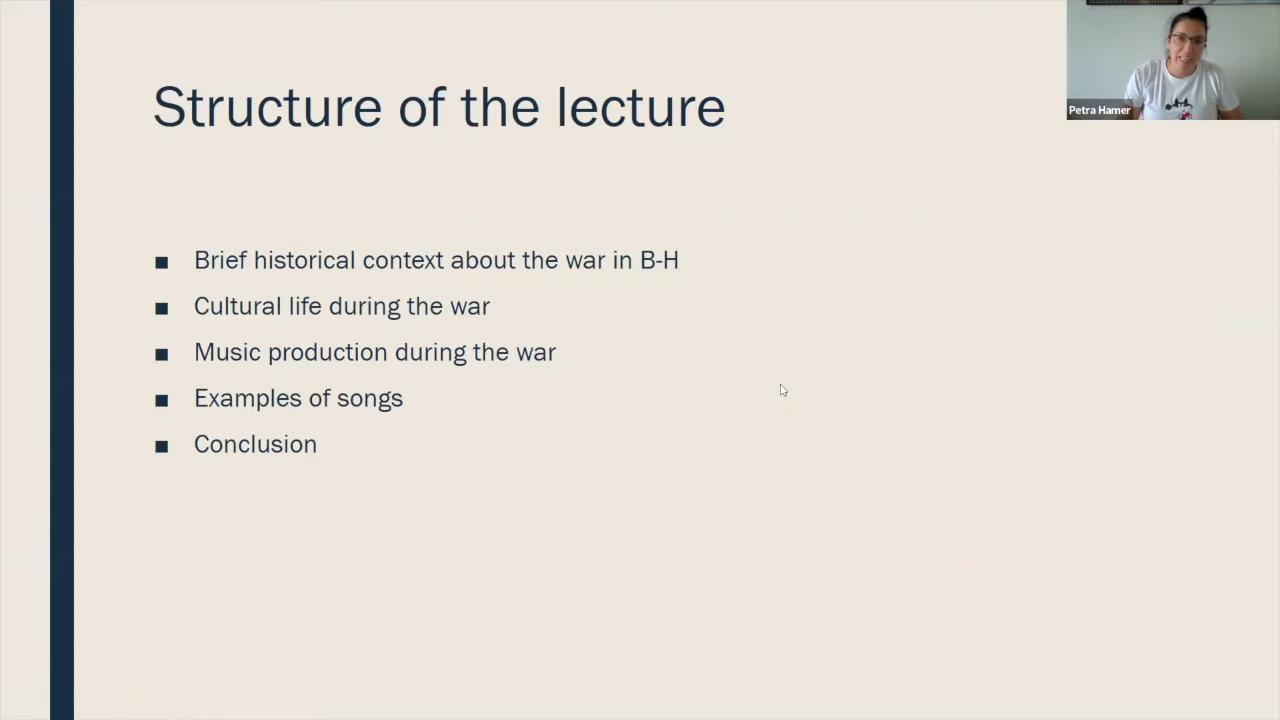 Structure of the lecture
Petra Hamer
■ Brief historical context about the war in B-H
■ Cultural life during the war
■ Music production during the war
■ Examples of songs
■ Conclusion